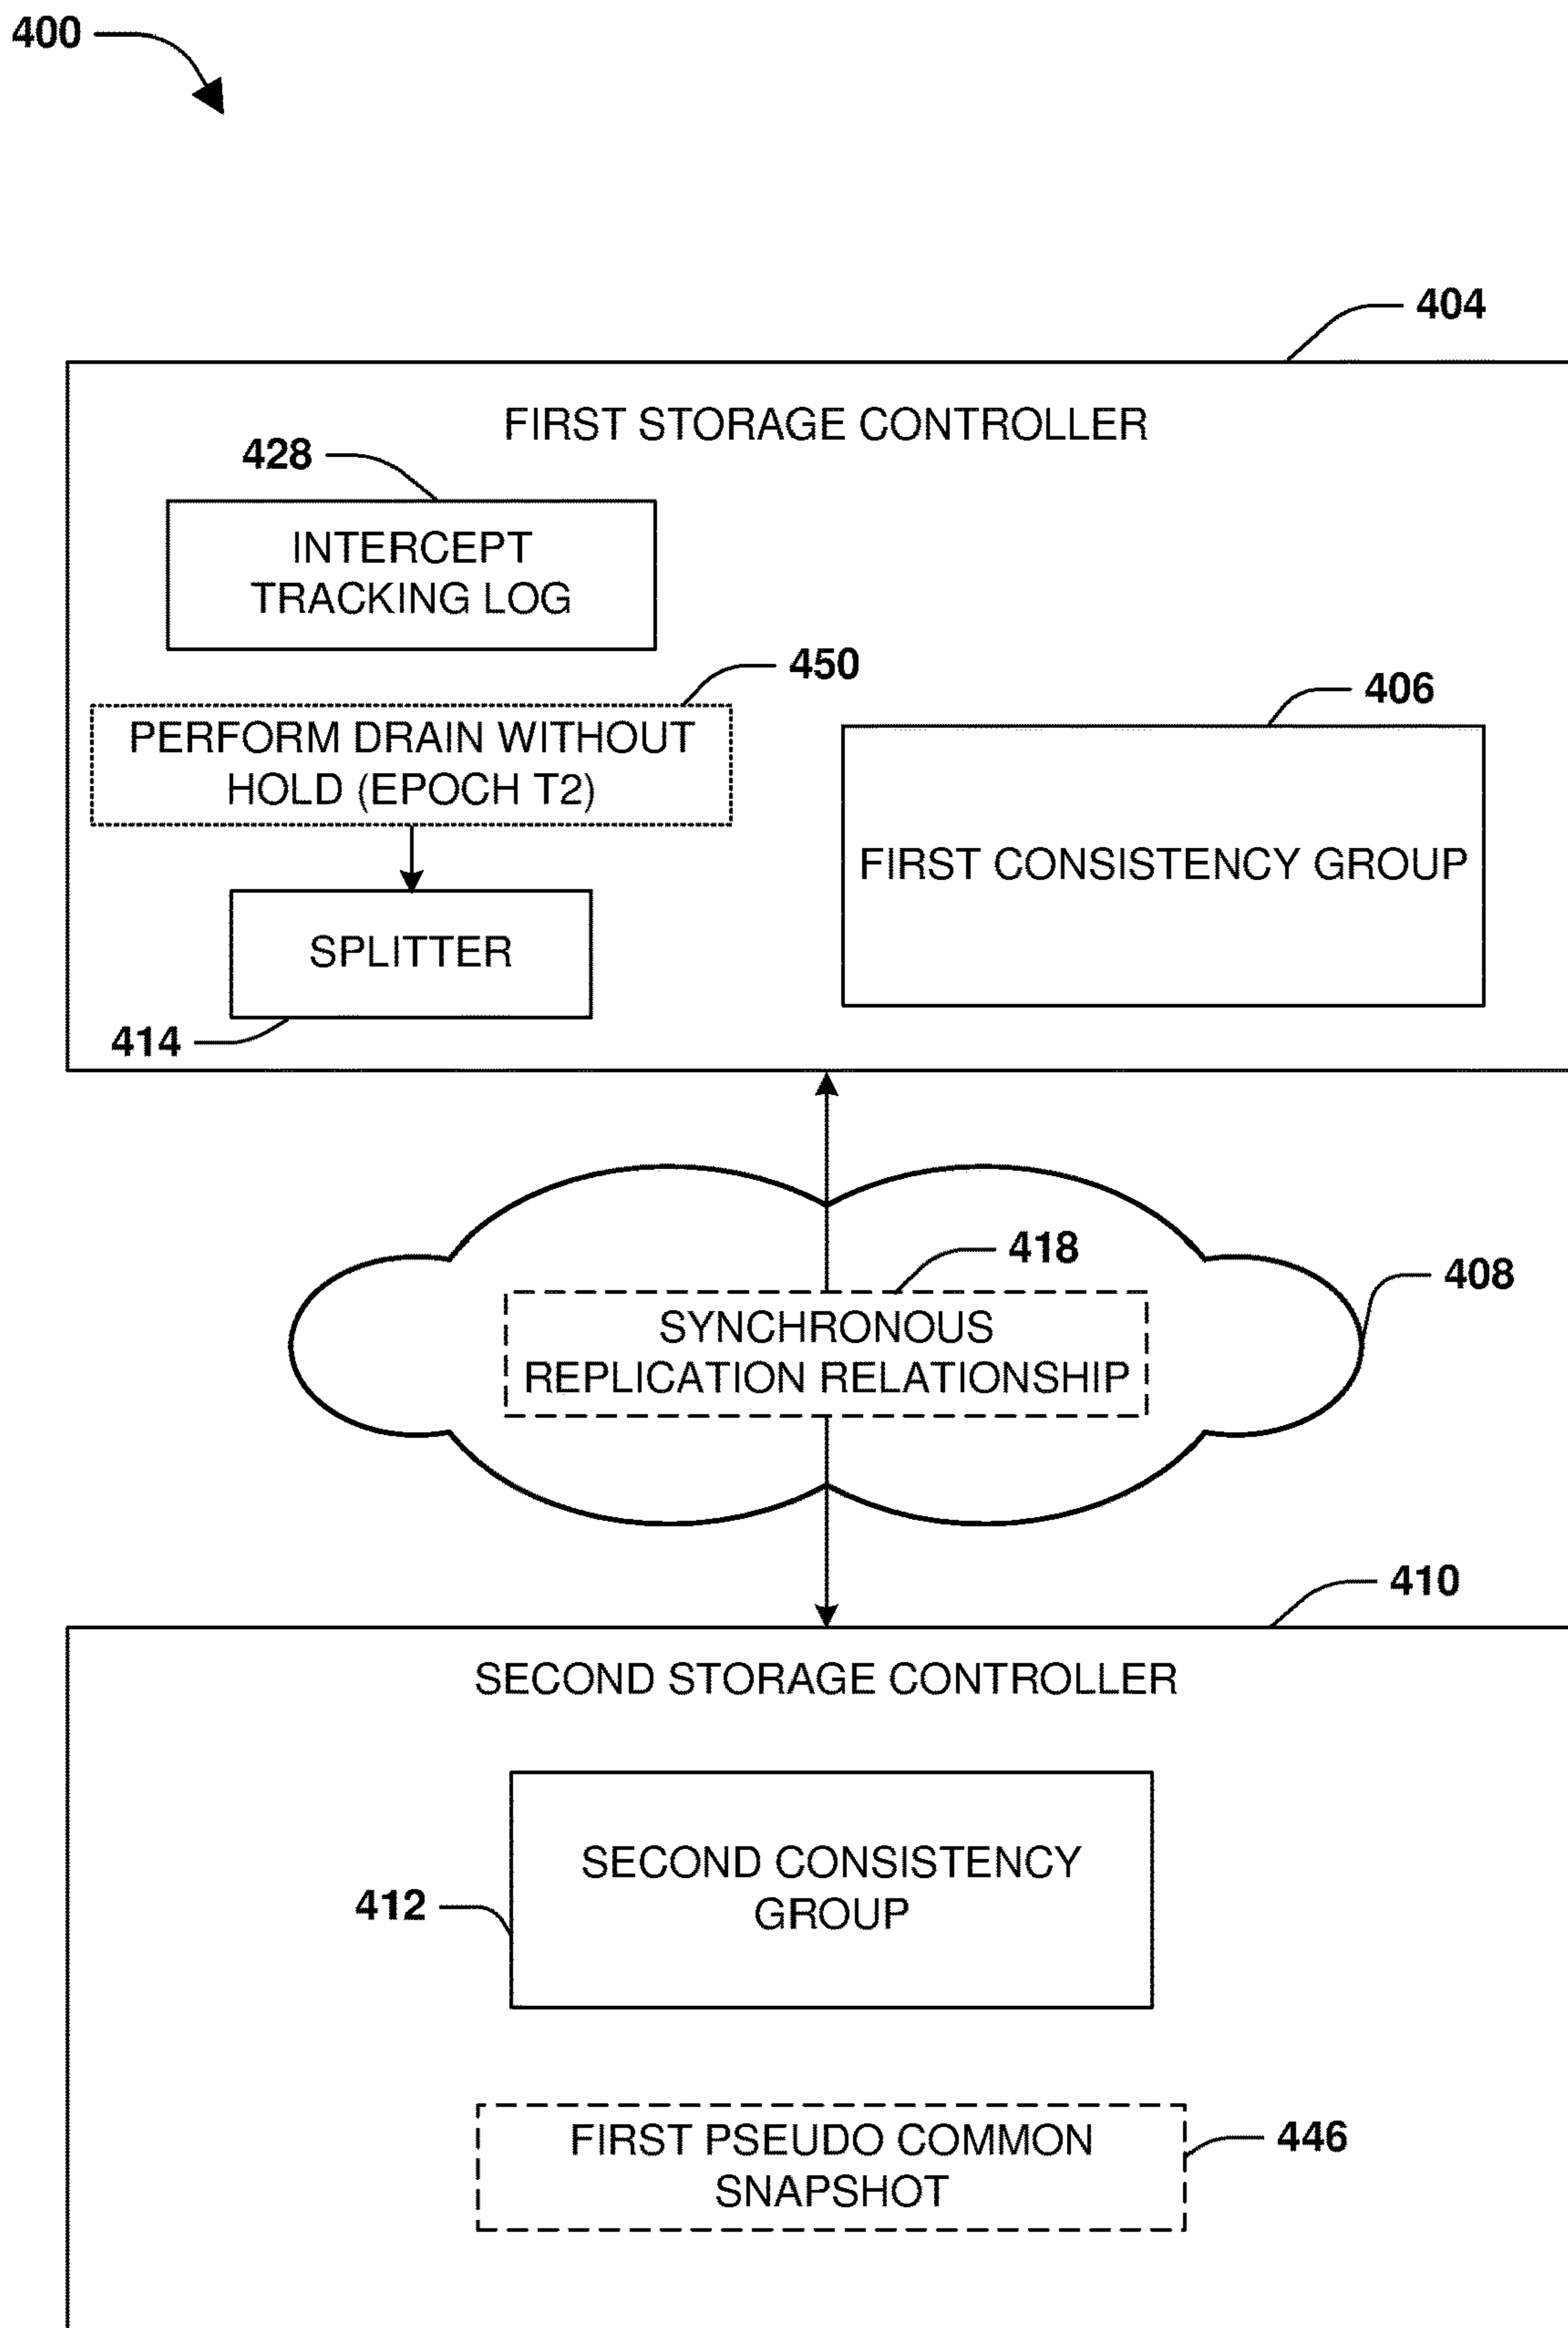 400
404
FIRST STORAGE CONTROLLER
428
INTERCEPT
TRACKING LOG
450
PERFORM DRAIN WITHOUT
HOLD (EPOCH T2)
406
FIRST CONSISTENCY GROUP
SPLITTER
414
418
408
SYNCHRONOUS
REPLICATION RELATIONSHIP
410
SECOND STORAGE CONTROLLER
SECOND CONSISTENCY
GROUP
412
FIRST PSEUDO COMMON
SNAPSHOT
446